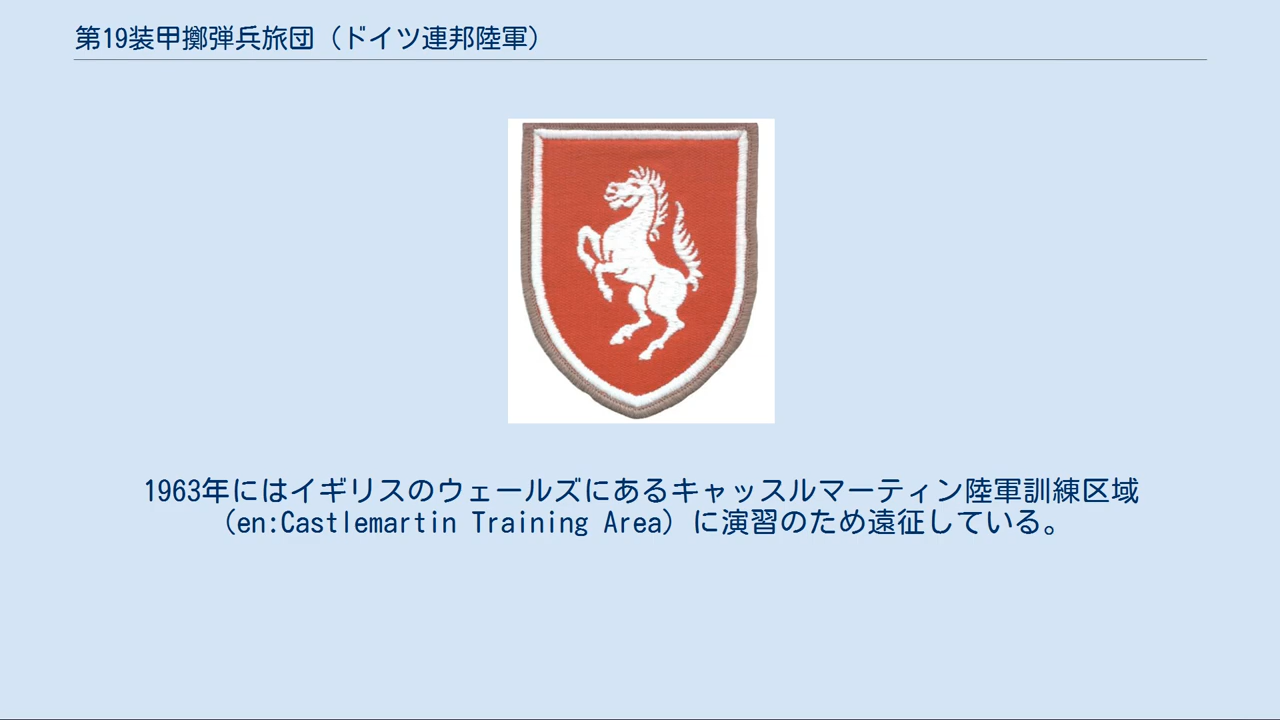 第19装甲擲弾兵旅団（ドイツ連邦陸軍）
1963年にはイギリスのウェールズにあるキャッスルマーティン陸軍訓練区域
（en:Castlemartin Training Area）に演習のため遠征している。